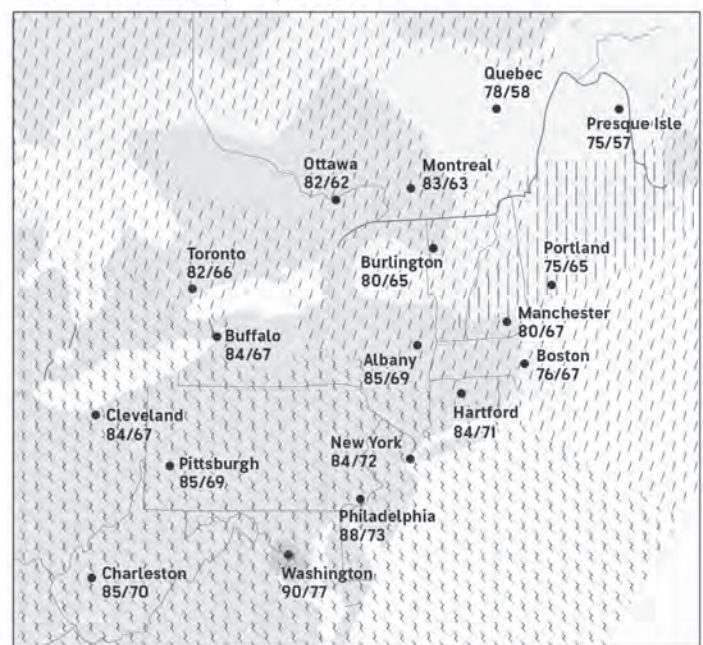 Quebec
78/58
Presque Isle
75/57
Ottawa
82/62
Montreal
83/63
Toronto
82/66
Burlington
80/65
Portland
75/65
Buffalo
84/67
Manchester
80/67
Albany
85/69
Boston
76/67
Cleveland
84/67
Hartford
84/71
New York
84/72
Pittsburgh
85/69
Philadelphia
88/73
Charleston
85/70
Washington
90/77